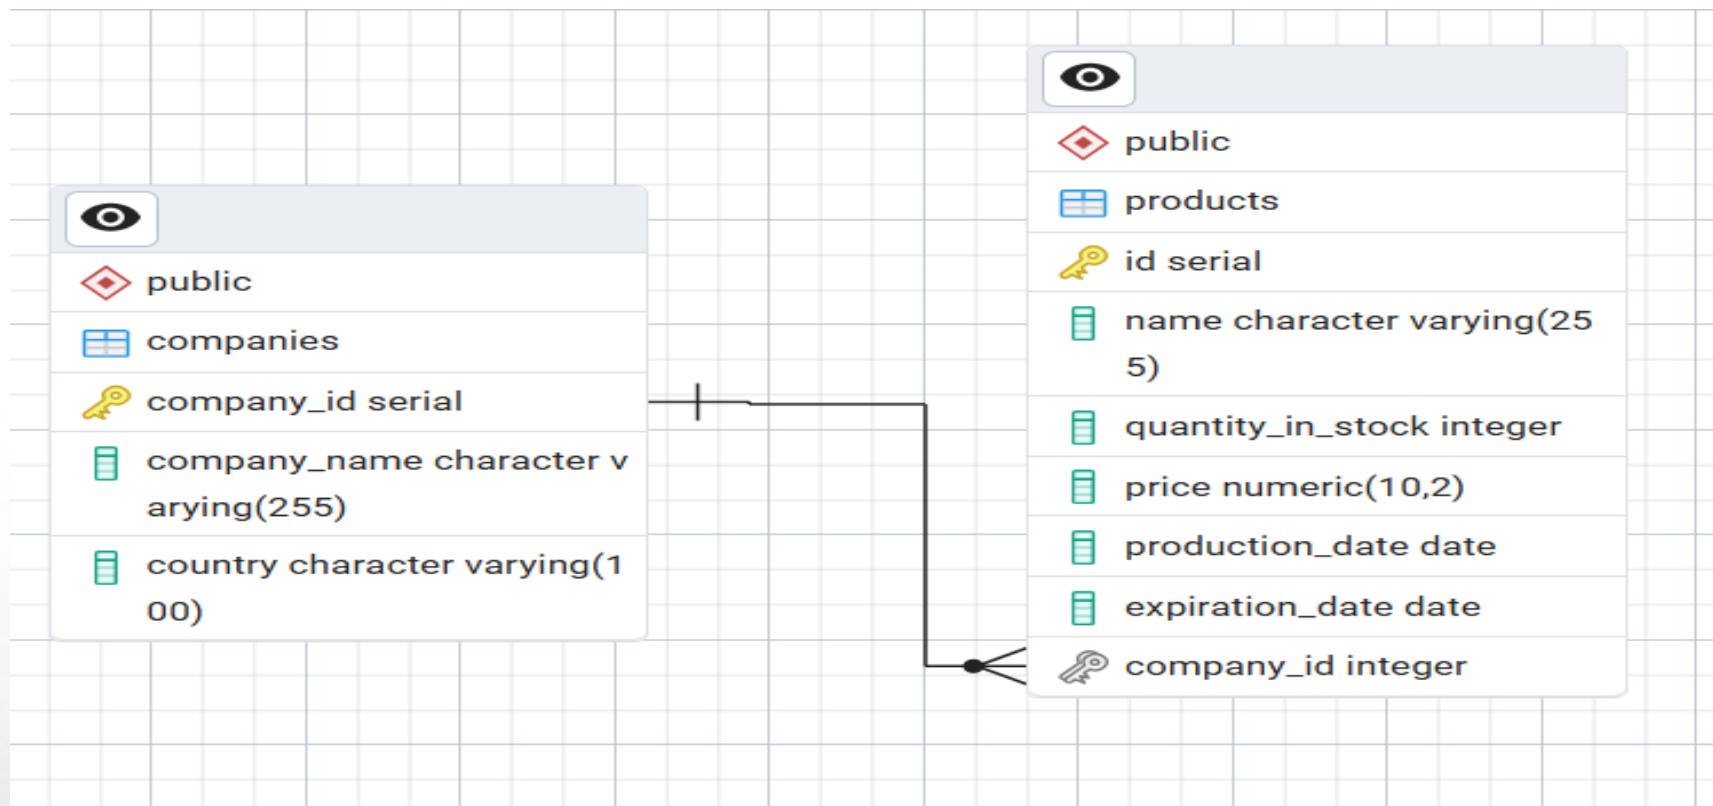 public
companies
company_id serial
company_name character v
arying(255)
country character varying(1
00)
public
products
id serial
name character varying(25
5)
quantity_in_stock integer
price numeric(10,2)
production_date date
expiration_date date
company_id integer